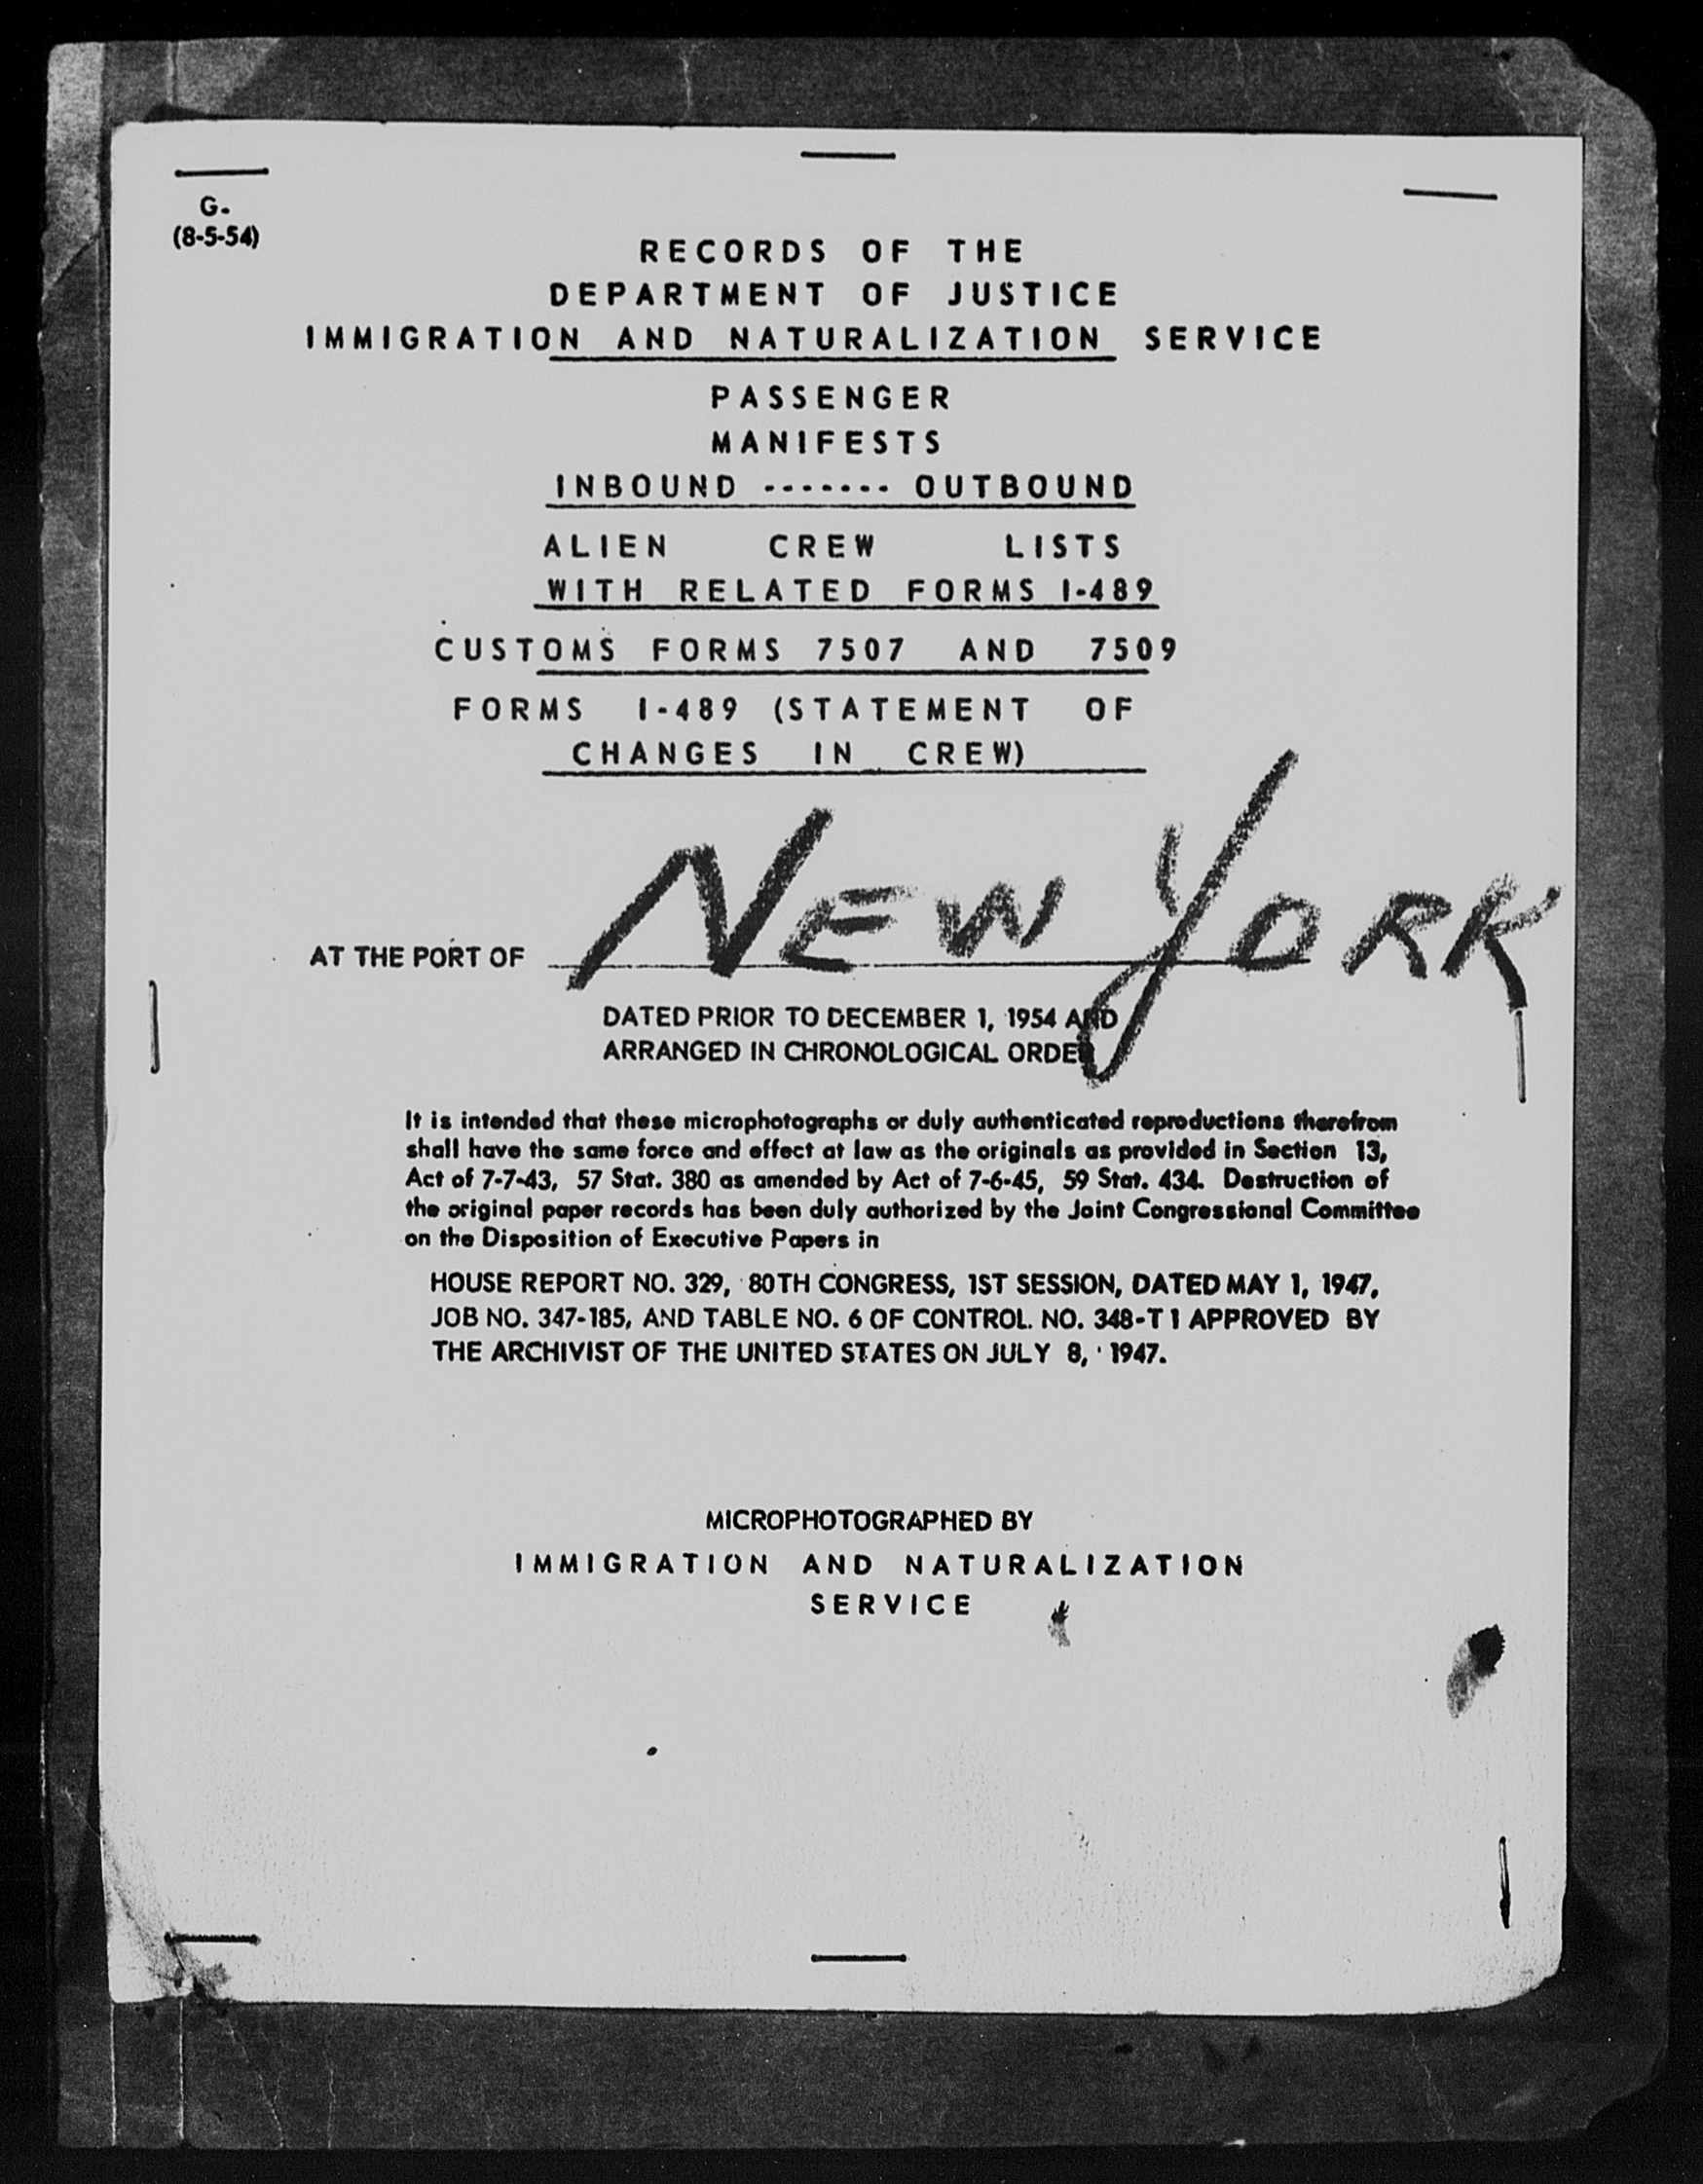 G.
(8-5-54)
RECORDS OF THE
DEPARTMENT OF JUSTICE
IMMIGRATION AND NATURALIZATION SERVICE
PASSENGER
MANIFESTS
INBOUND ------- OUTBOUND
ALIEN CREW LISTS
WITH RELATED FORMS I-489
CUSTOMS FORMS 7507 AND 7509
FORMS I-489 (STATEMENT OF
CHANGES IN CREW)
AT THE PORT OF NEW YORK
DATED PRIOR TO DECEMBER 1, 1954 AND
ARRANGED IN CHRONOLOGICAL ORDER
It is intended that these microphotographs or duly authenticated reproductions therefrom
shall have the same force and effect at law as the originals as provided in Section 13,
Act of 7-7-43, 57 Stat. 380 as amended by Act of 7-6-45, 59 Stat. 434. Destruction of
the original paper records has been duly authorized by the Joint Congressional Committee
on the Disposition of Executive Papers in
HOUSE REPORT NO. 329, 80TH CONGRESS, 1ST SESSION, DATED MAY 1, 1947,
JOB NO. 347-185, AND TABLE NO. 6 OF CONTROL. NO. 348-T 1 APPROVED BY
THE ARCHIVIST OF THE UNITED STATES ON JULY 8, 1947.
MICROPHOTOGRAPHED BY
IMMIGRATION AND NATURALIZATION
SERVICE